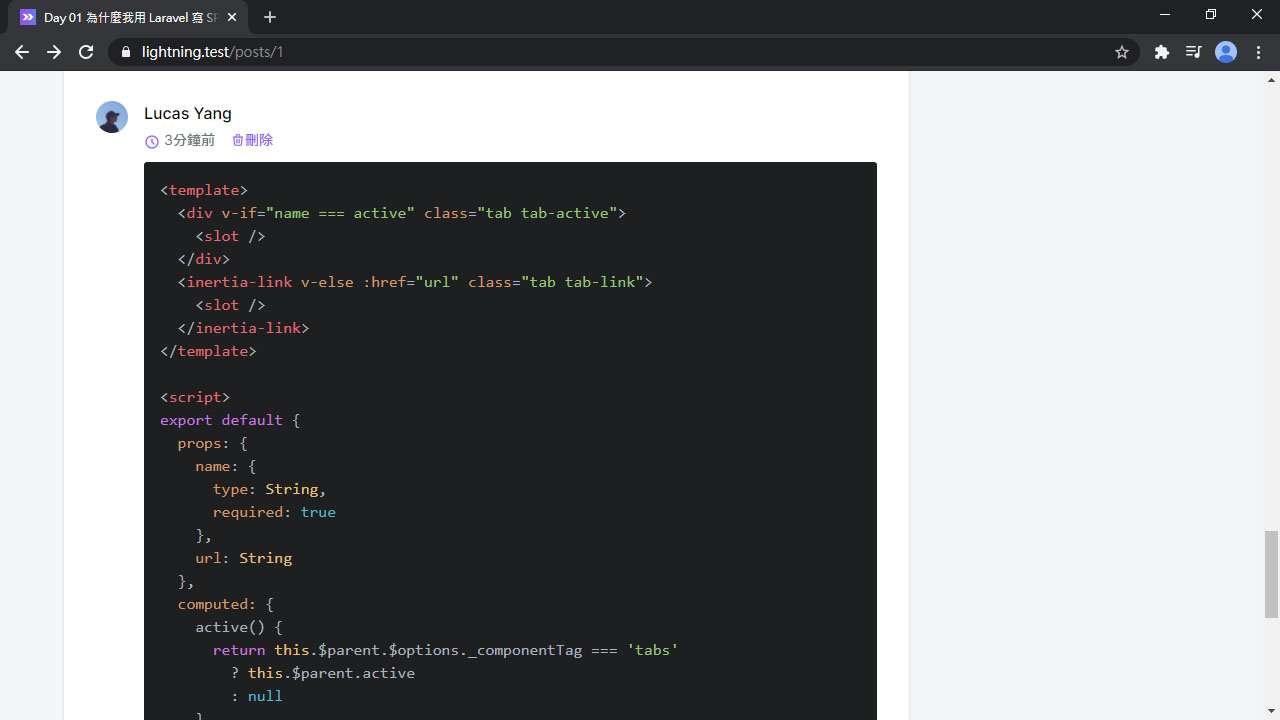 Day 01 為什麼我用 Laravel 寫 SP
lightning.test/posts/1
Lucas Yang
3分鐘前 刪除
<template>
  <div v-if="name === active" class="tab tab-active">
    <slot />
  </div>
  <inertia-link v-else :href="url" class="tab tab-link">
    <slot />
  </inertia-link>
</template>

<script>
export default {
  props: {
    name: {
      type: String,
      required: true
    },
    url: String
  },
  computed: {
    active() {
      return this.$parent.$options._componentTag === 'tabs'
        ? this.$parent.active
        : null
    }